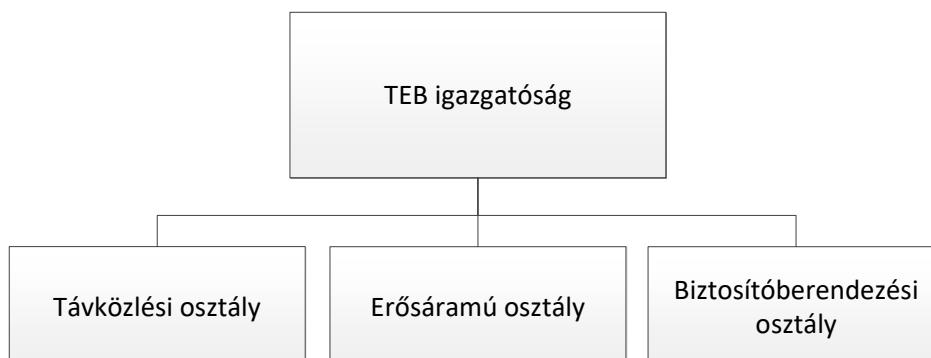 TEB igazgatóság
Távközlési osztály
Erősáramú osztály
Biztosítóberendezési
osztály